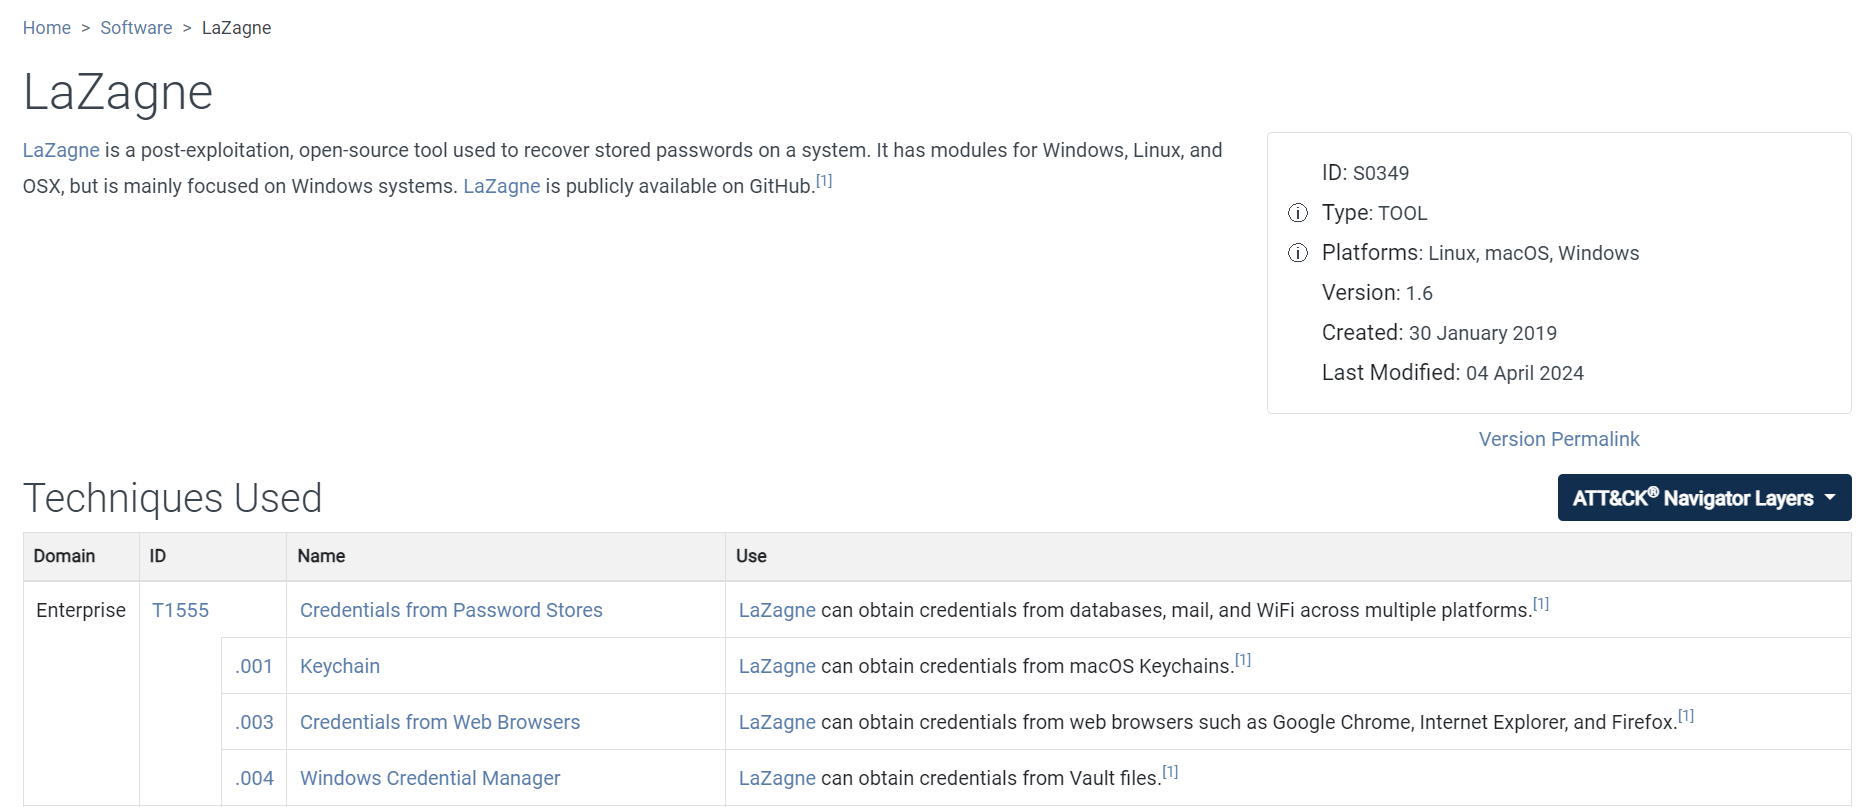 Home > Software > LaZagne
LaZagne
LaZagne is a post-exploitation, open-source tool used to recover stored passwords on a system. It has modules for Windows, Linux, and
OSX, but is mainly focused on Windows systems. LaZagne is publicly available on GitHub.[1]
ID: S0349
Type: TOOL
Platforms: Linux, macOS, Windows
Version: 1.6
Created: 30 January 2019
Last Modified: 04 April 2024
Version Permalink
Techniques Used
ATT&CK® Navigator Layers
Domain ID Name Use
Enterprise T1555 Credentials from Password Stores LaZagne can obtain credentials from databases, mail, and WiFi across multiple platforms.[1]
.001 Keychain LaZagne can obtain credentials from macOS Keychains.[1]
.003 Credentials from Web Browsers LaZagne can obtain credentials from web browsers such as Google Chrome, Internet Explorer, and Firefox.[1]
.004 Windows Credential Manager LaZagne can obtain credentials from Vault files.[1]